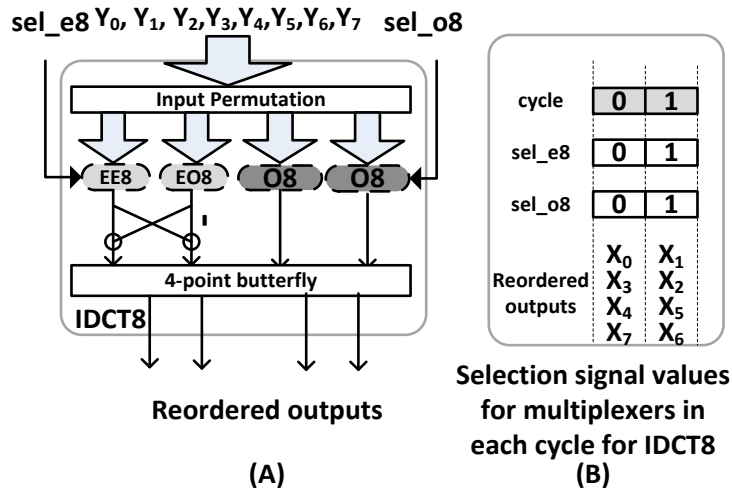 sel_e8 Y0, Y1, Y2,Y3,Y4,Y5,Y6,Y7 sel_o8
Input Permutation
EE8 EO8 O8 O8
-
4-point butterfly
IDCT8
Reordered outputs
(A)
cycle 0 1
sel_e8 0 1
sel_o8 0 1
Reordered outputs
X0 X1
X3 X2
X4 X5
X7 X6
Selection signal values
for multiplexers in
each cycle for IDCT8
(B)